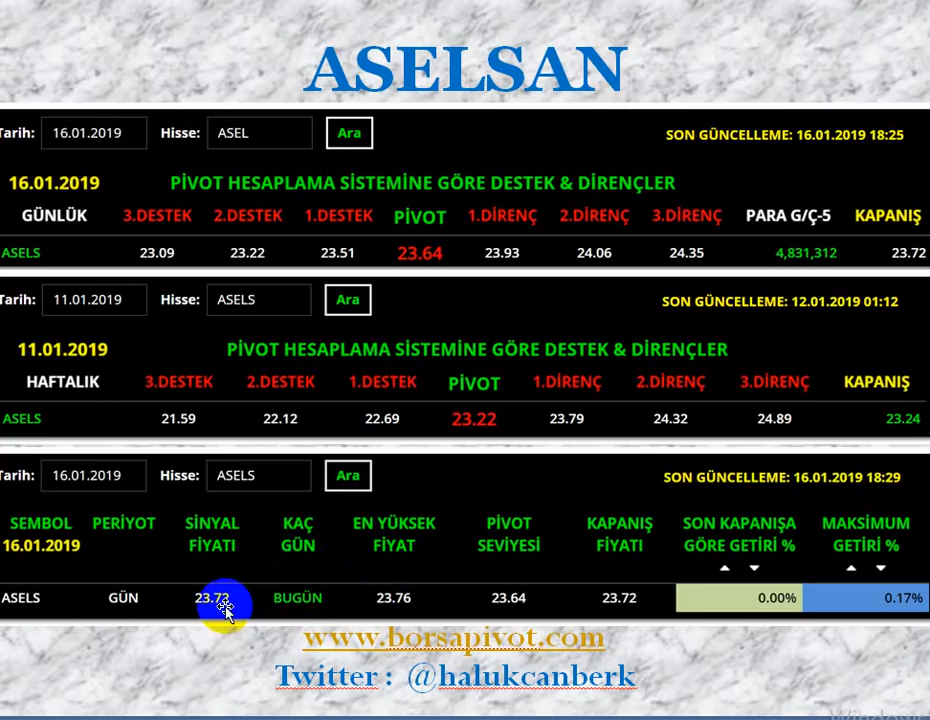 ASELSAN
Tarih: 16.01.2019 Hisse: ASEL Ara SON GÜNCELLEME: 16.01.2019 18:25
16.01.2019 PİVOT HESAPLAMA SİSTEMİNE GÖRE DESTEK & DİRENÇLER
GÜNLÜK 3.DESTEK 2.DESTEK 1.DESTEK PİVOT 1.DİRENÇ 2.DİRENÇ 3.DİRENÇ PARA G/Ç-5 KAPANIŞ
ASELS 23.09 23.22 23.51 23.64 23.93 24.06 24.35 4,831,312 23.72
Tarih: 11.01.2019 Hisse: ASELS Ara SON GÜNCELLEME: 12.01.2019 01:12
11.01.2019 PİVOT HESAPLAMA SİSTEMİNE GÖRE DESTEK & DİRENÇLER
HAFTALIK 3.DESTEK 2.DESTEK 1.DESTEK PİVOT 1.DİRENÇ 2.DİRENÇ 3.DİRENÇ KAPANIŞ
ASELS 21.59 22.12 22.69 23.22 23.79 24.32 24.89 23.24
Tarih: 16.01.2019 Hisse: ASELS Ara SON GÜNCELLEME: 16.01.2019 18:29
SEMBOL PERİYOT SİNYAL KAÇ EN YÜKSEK PİVOT KAPANIŞ SON KAPANIŞA MAKSİMUM
16.01.2019 FİYATI GÜN FİYAT SEVİYESİ FİYATI GÖRE GETİRİ % GETİRİ %
ASELS GÜN 23.73 BUGÜN 23.76 23.64 23.72 0.00% 0.17%
www.borsapivot.com
Twitter : @halukcanberk